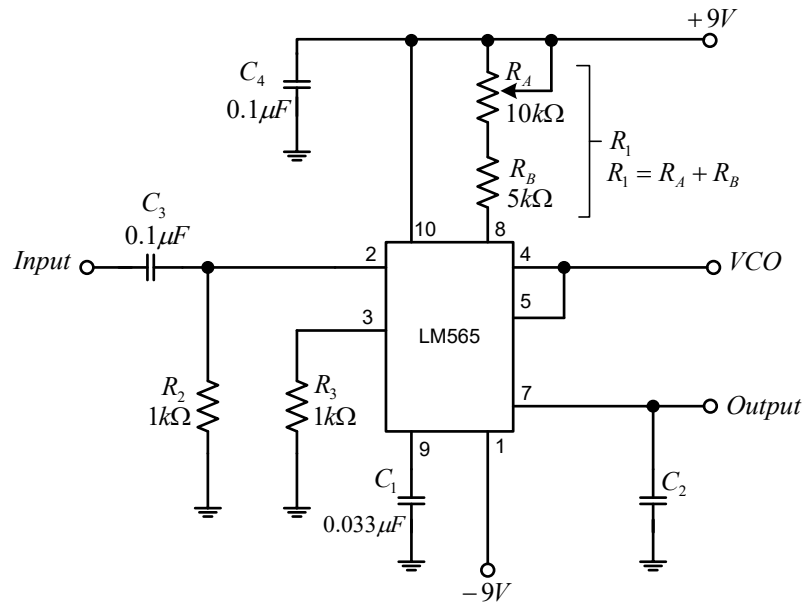 +9V
C4
0.1μF
RA
10kΩ
R1
R1 = RA + RB
RB
5kΩ
C3
0.1μF
10
8
Input
2
4
VCO
5
3
LM565
R2
1kΩ
R3
1kΩ
7
Output
9
1
C1
0.033μF
C2
−9V